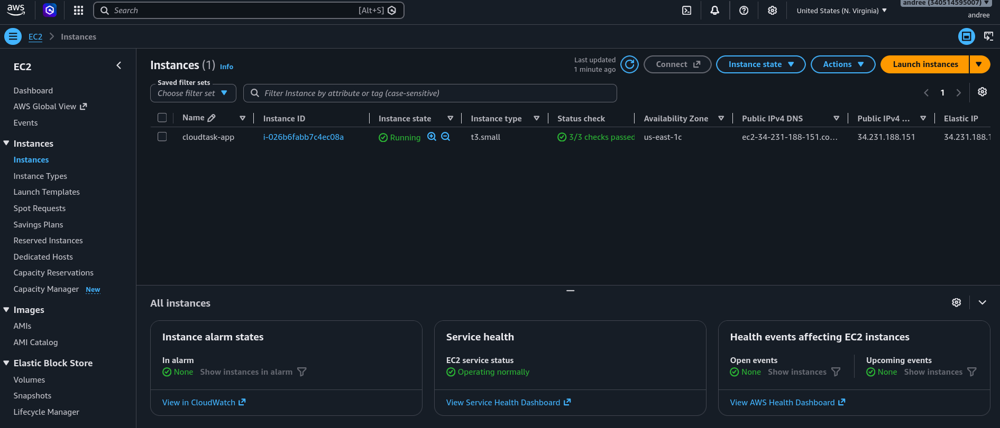 aws
Search [Alt+S]
United States (N. Virginia)
andree (340514595007)
andree
EC2 Instances
EC2
Dashboard
AWS Global View
Events
Instances
Instances
Instance Types
Launch Templates
Spot Requests
Savings Plans
Reserved Instances
Dedicated Hosts
Capacity Reservations
Capacity Manager New
Images
AMIs
AMI Catalog
Elastic Block Store
Volumes
Snapshots
Lifecycle Manager
Instances (1) Info
Last updated
1 minute ago
Connect
Instance state
Actions
Launch instances
Saved filter sets
Choose filter set
Filter Instance by attribute or tag (case-sensitive)
1
Name Instance ID Instance state Instance type Status check Availability Zone Public IPv4 DNS Public IPv4 ... Elastic IP
cloudtask-app i-026b6fabb7c4ec08a Running t3.small 3/3 checks passed us-east-1c ec2-34-231-188-151.co... 34.231.188.151 34.231.188.1
All instances
Instance alarm states
In alarm
None Show instances in alarm
View in CloudWatch
Service health
EC2 service status
Operating normally
View Service Health Dashboard
Health events affecting EC2 instances
Open events
None Show instances
Upcoming events
None Show instances
View AWS Health Dashboard